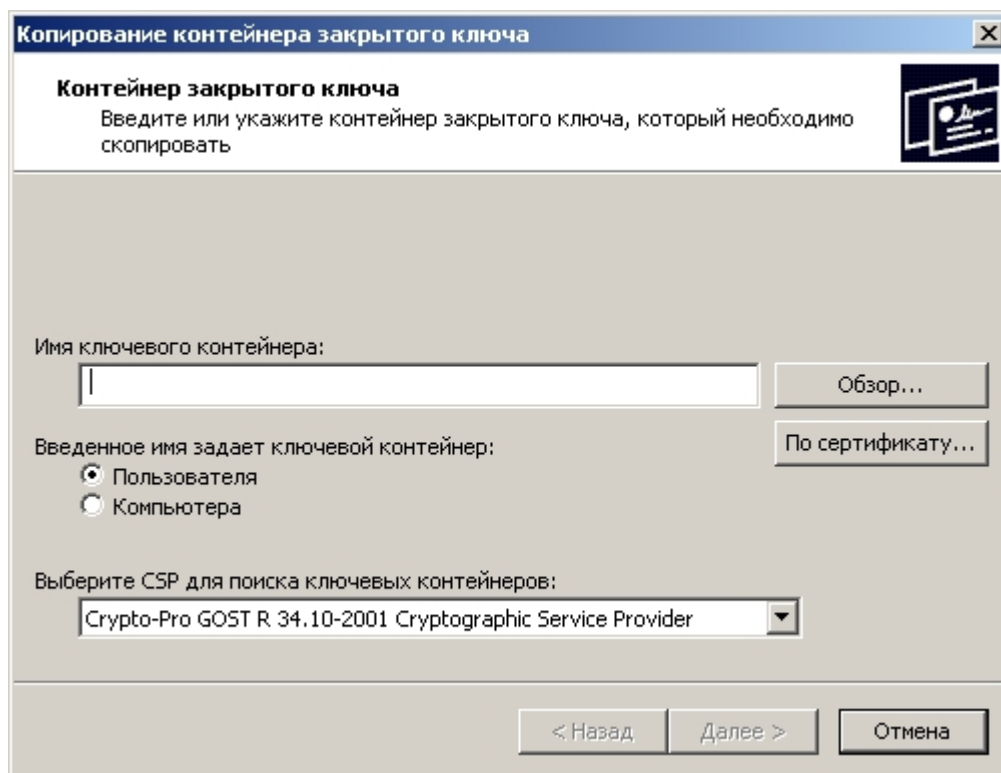 Копирование контейнера закрытого ключа
Контейнер закрытого ключа
Введите или укажите контейнер закрытого ключа, который необходимо
скопировать
Имя ключевого контейнера:
Обзор...
Введенное имя задает ключевой контейнер:
По сертификату...
Пользователя
Компьютера
Выберите CSP для поиска ключевых контейнеров:
Crypto-Pro GOST R 34.10-2001 Cryptographic Service Provider
< Назад
Далее >
Отмена